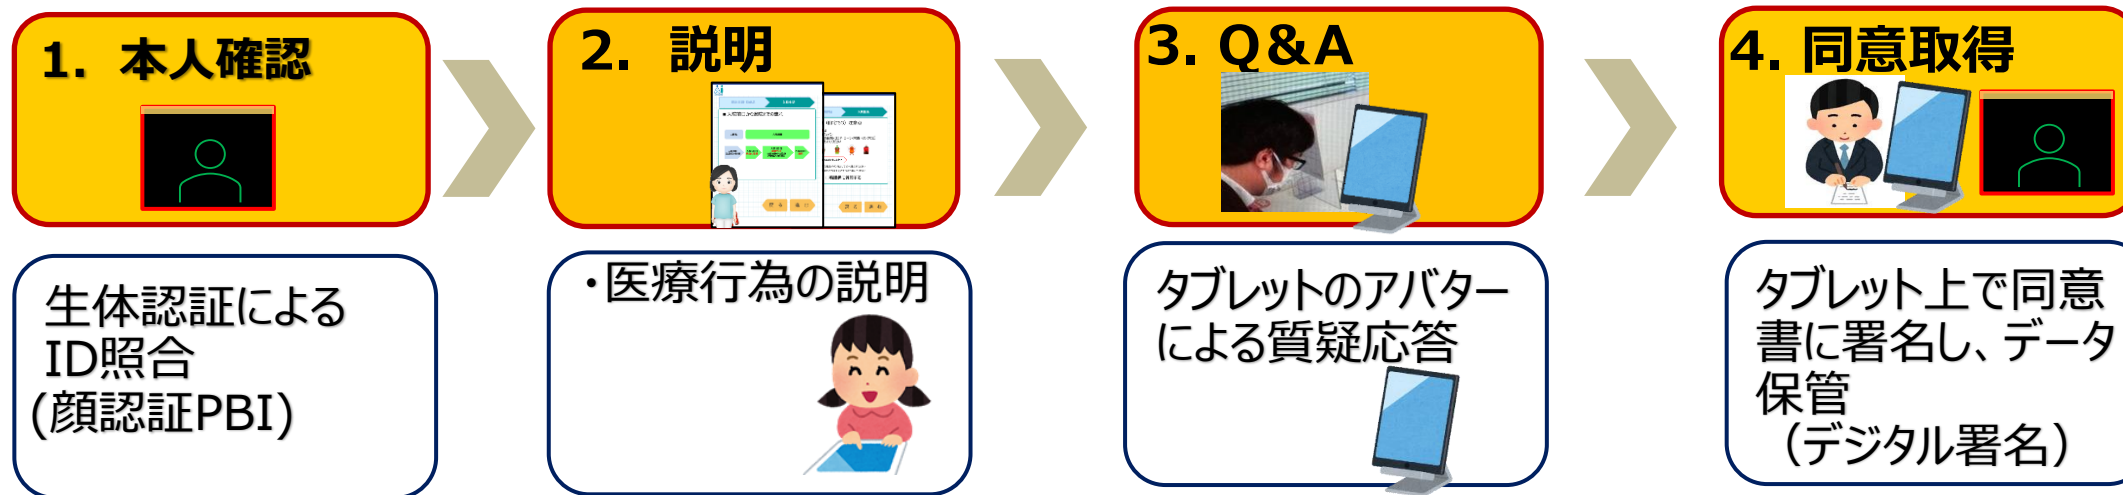 1. 本人確認
2. 説明
3. Q&A
4. 同意取得
生体認証による
ID照合
(顔認証PBI)
・医療行為の説明
タブレットのアバター
による質疑応答
タブレット上で同意
書に署名し、データ
保管
（デジタル署名）